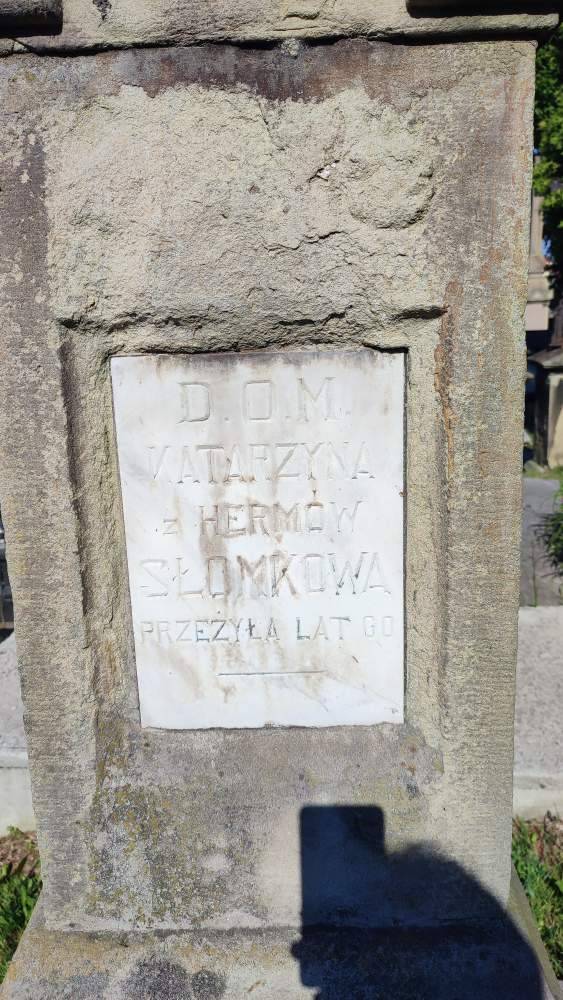 D.O.M.
KATARZYNA
z HERMÓW
SŁOMKOWA
PRZEŻYŁA LAT 60